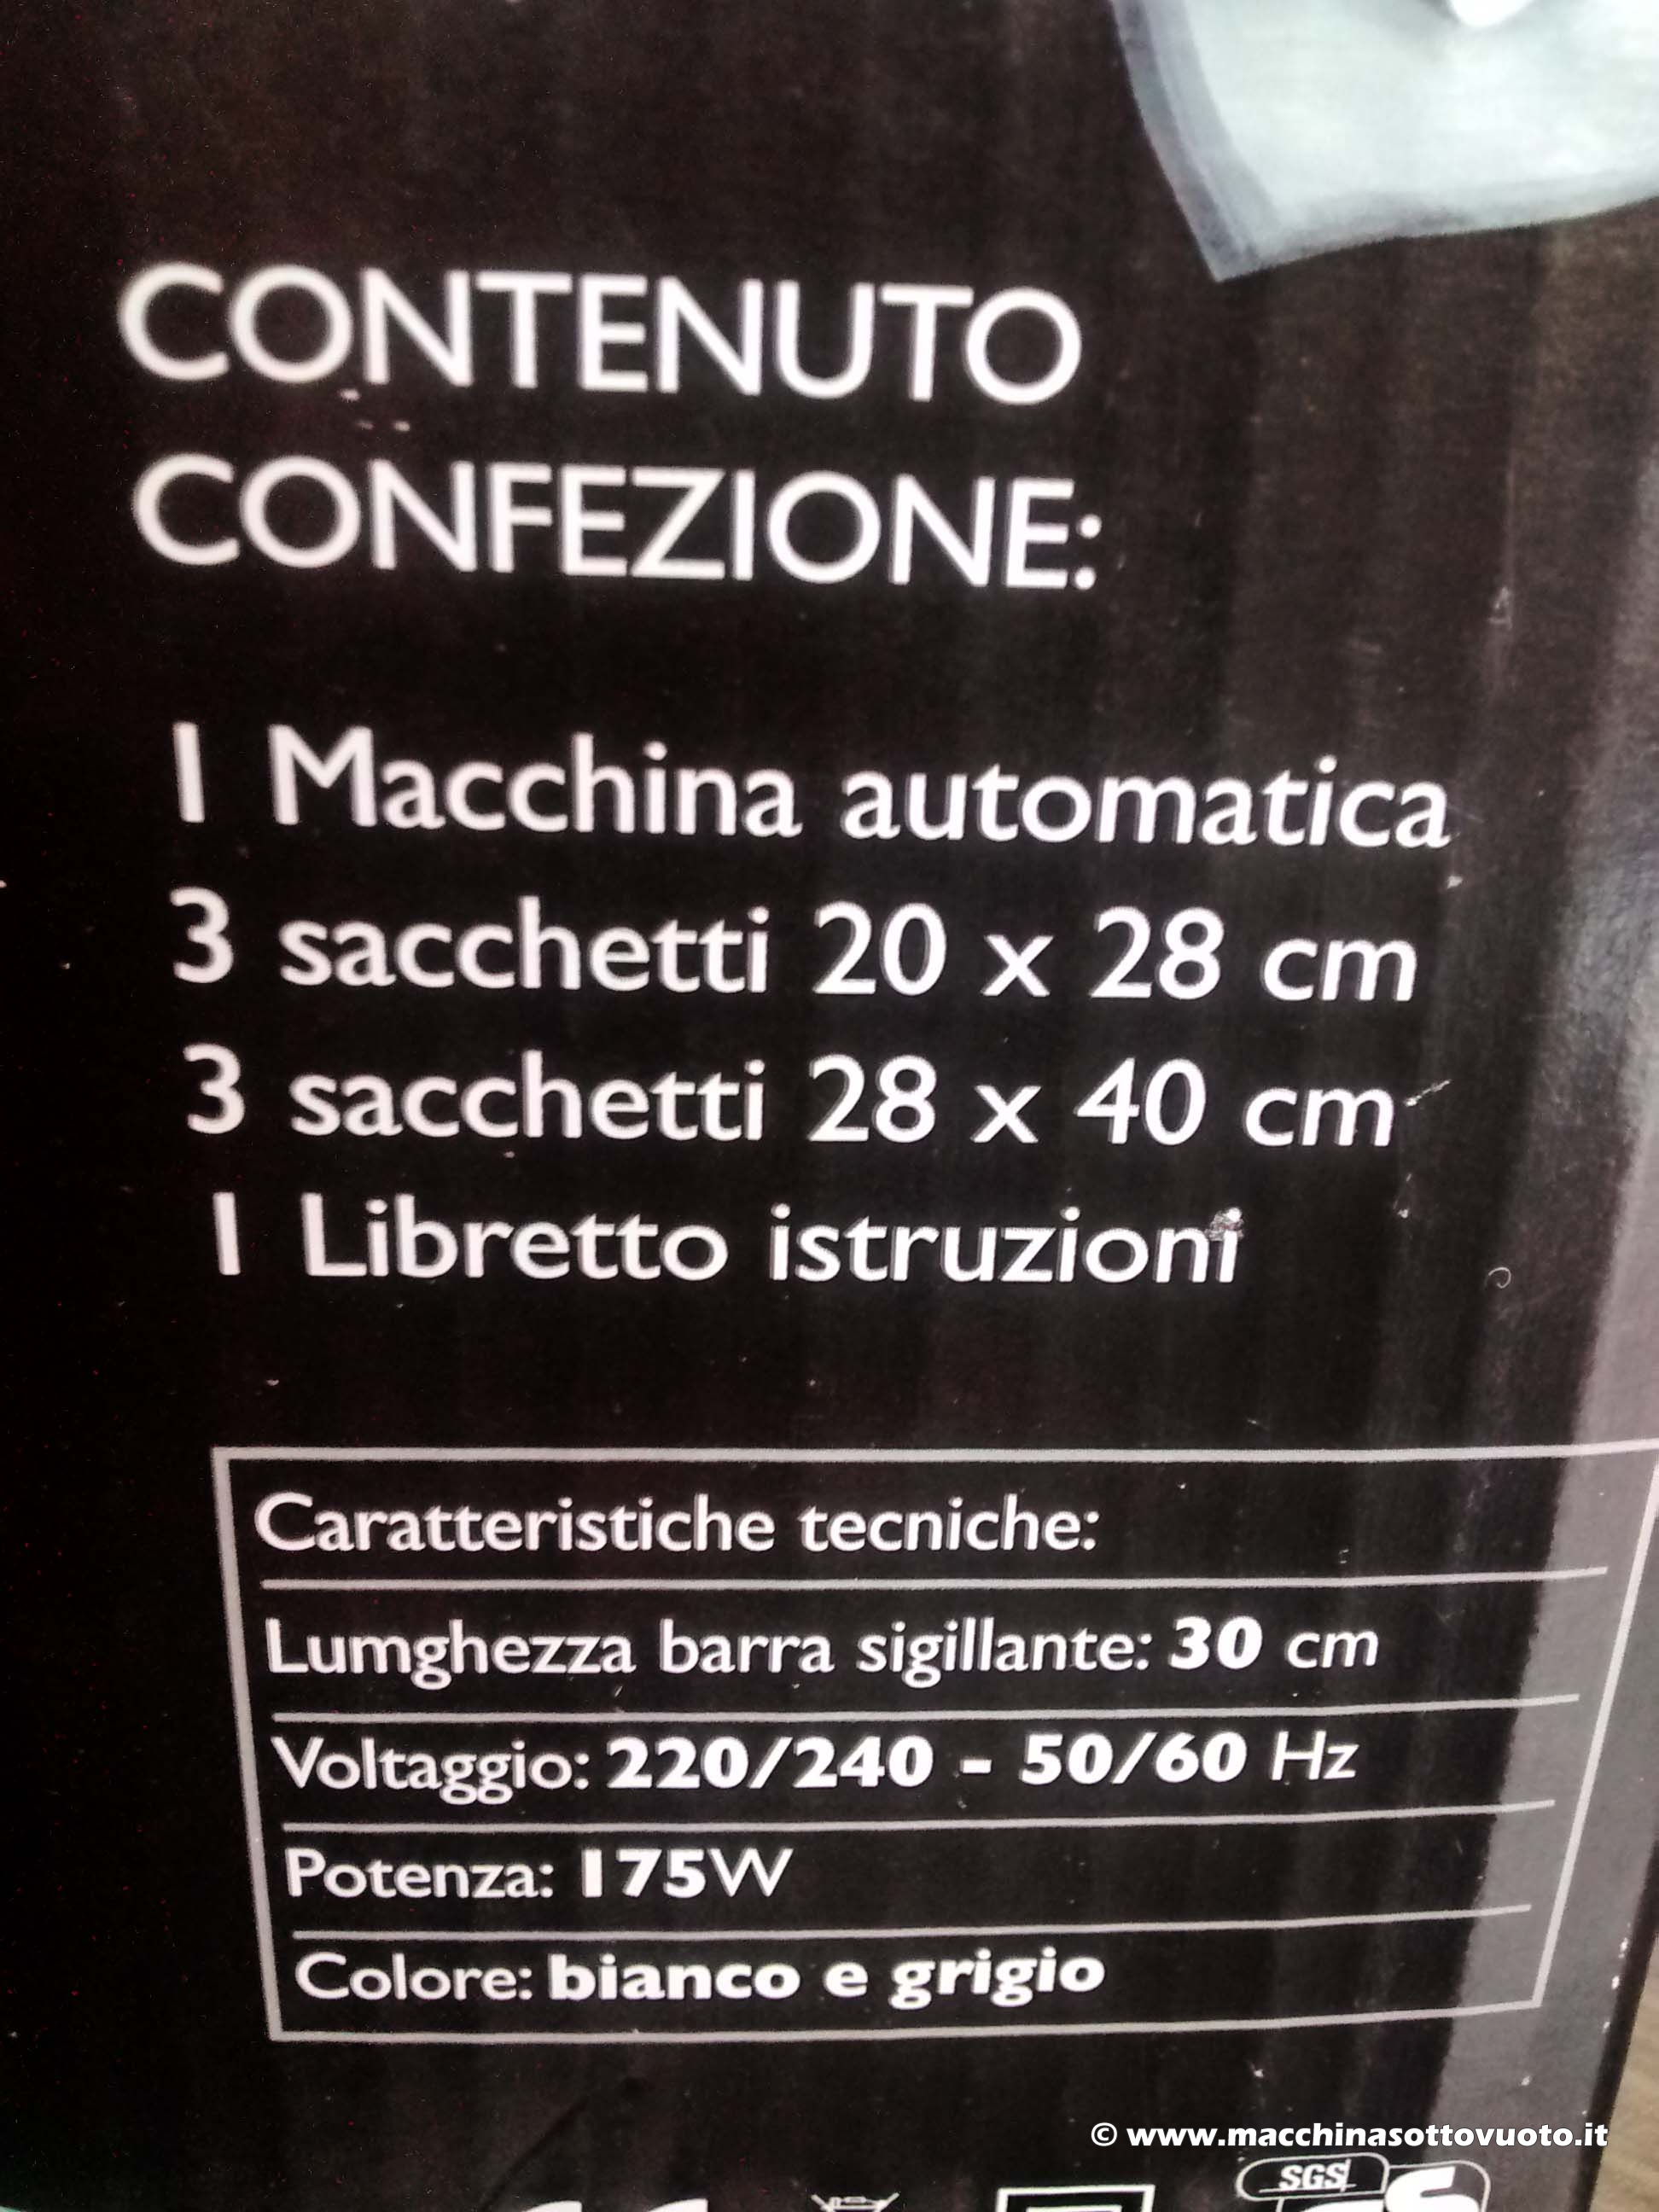 CONTENUTO
CONFEZIONE:
1 Macchina automatica
3 sacchetti 20 x 28 cm
3 sacchetti 28 x 40 cm
1 Libretto istruzioni
Caratteristiche tecniche:
Lumghezza barra sigillante: 30 cm
Voltaggio: 220/240 - 50/60 Hz
Potenza: 175W
Colore: bianco e grigio
© www.macchinasottovuoto.it
SGS